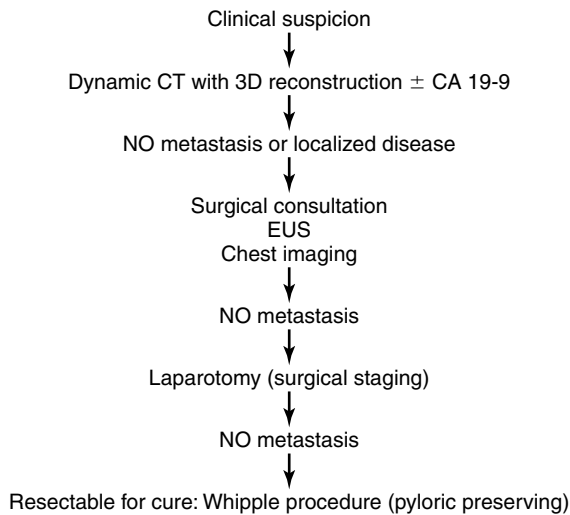 Clinical suspicion
Dynamic CT with 3D reconstruction ± CA 19-9
NO metastasis or localized disease
Surgical consultation
EUS
Chest imaging
NO metastasis
Laparotomy (surgical staging)
NO metastasis
Resectable for cure: Whipple procedure (pyloric preserving)